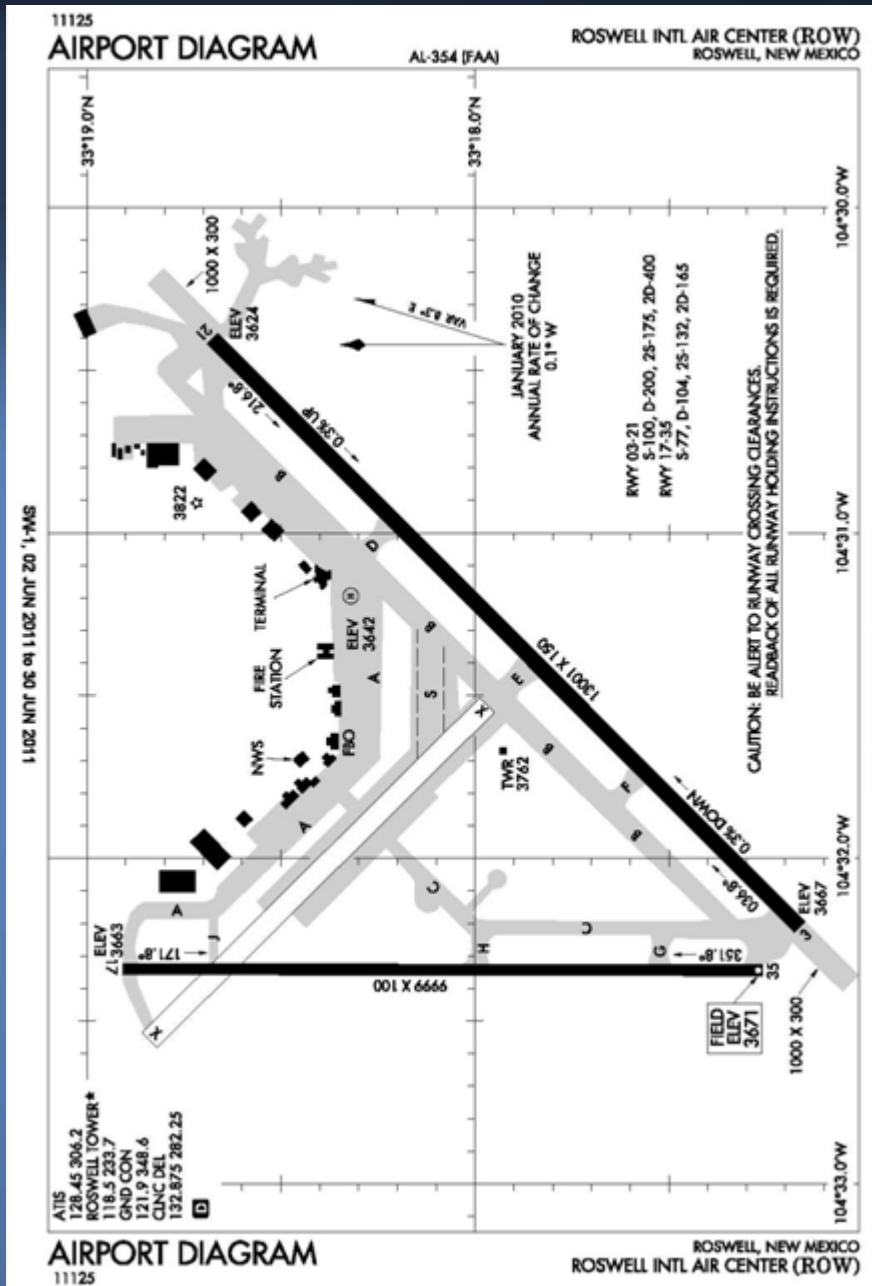 11125
AIRPORT DIAGRAM
AL-354 (FAA)
ROSWELL INTL AIR CENTER (ROW)
ROSWELL, NEW MEXICO
33°19.0'N
33°18.0'N
104°30.0'W
1000 X 300
ELEV
3624
21
216.8°
0.3% UP
VAR 8.3° E
JANUARY 2010
ANNUAL RATE OF CHANGE
0.1° W
RWY 03-21
S-100, D-200, 2S-175, 2D-400
RWY 17-35
S-77, D-104, 2S-132, 2D-165
CAUTION: BE ALERT TO RUNWAY CROSSING CLEARANCES.
READBACK OF ALL RUNWAY HOLDING INSTRUCTIONS IS REQUIRED.
3822
B
D
104°31.0'W
TERMINAL
H
ELEV
3642
FIRE
STATION
A
B
S
13001 X 150
E
X
NWS
FBO
TWR
3762
B
F
B
A
0.3% DOWN
104°32.0'W
036.8°
ELEV
3667
3
C
A
J
H
C
G
ELEV
3663
17
171.8°
351.8°
35
9999 X 100
X
FIELD
ELEV
3671
1000 X 300
104°33.0'W
ATIS
128.45 306.2
ROSWELL TOWER★
118.5 233.7
GND CON
121.9 348.6
CLNC DEL
132.875 282.25
D
SW-1, 02 JUN 2011 to 30 JUN 2011
AIRPORT DIAGRAM
11125
ROSWELL, NEW MEXICO
ROSWELL INTL AIR CENTER (ROW)